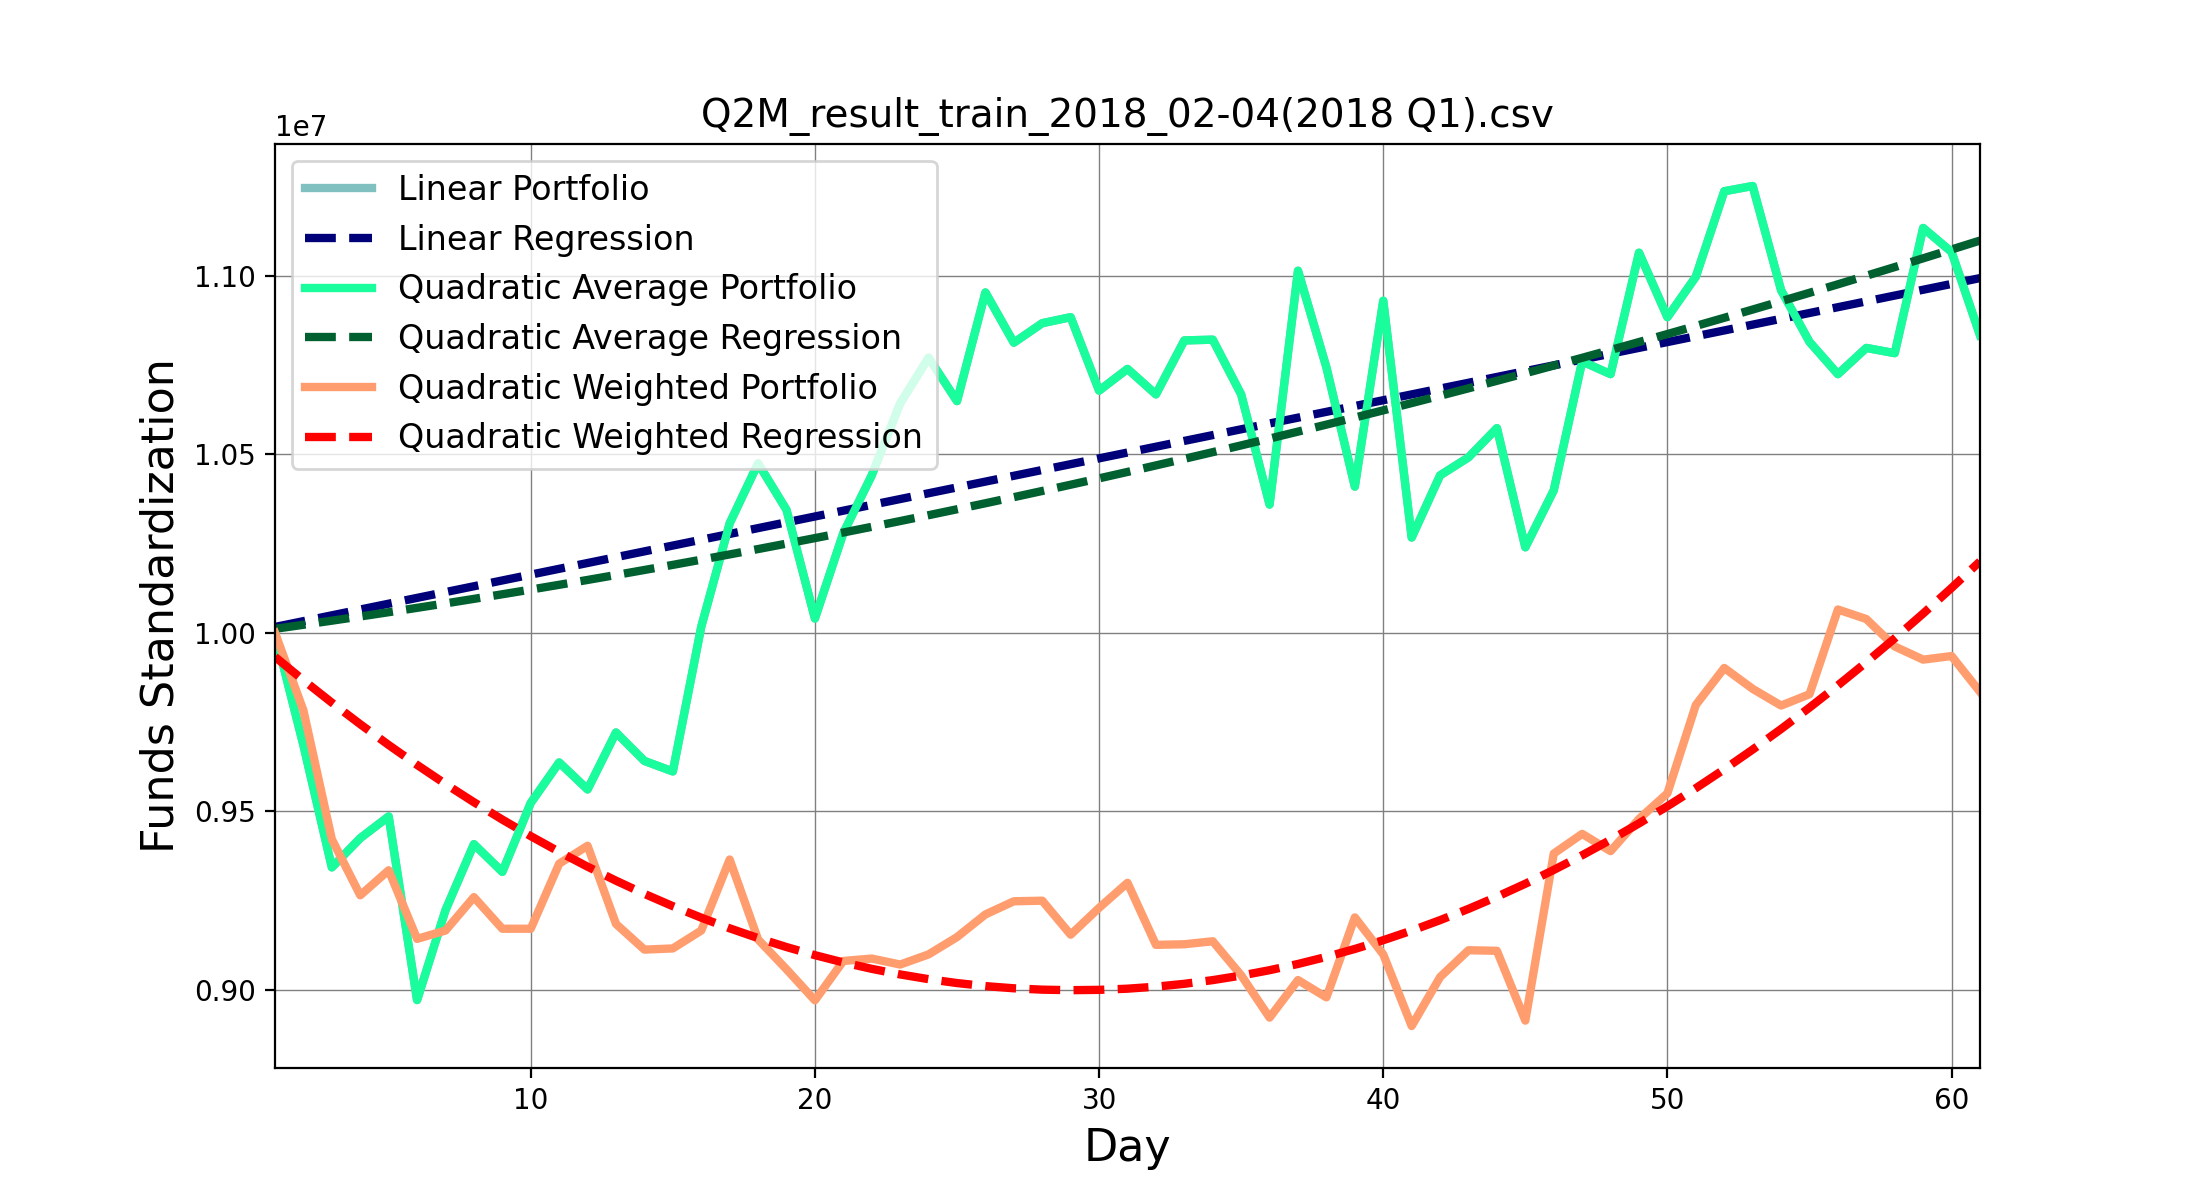 Q2M_result_train_2018_02-04(2018 Q1).csv
1e7
Linear Portfolio
Linear Regression
Quadratic Average Portfolio
Quadratic Average Regression
Quadratic Weighted Portfolio
Quadratic Weighted Regression
1.10
1.05
1.00
0.95
0.90
Funds Standardization
10 20 30 40 50 60
Day